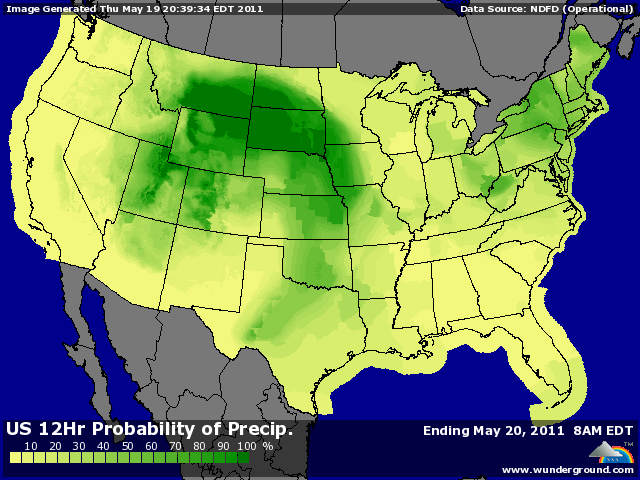 Image Generated Thu May 19 20:39:34 EDT 2011 Data Source: NDFD (Operational)
US 12Hr Probability of Precip. Ending May 20, 2011 8AM EDT
10 20 30 40 50 60 70 80 90 100 %
TM
www.wunderground.com